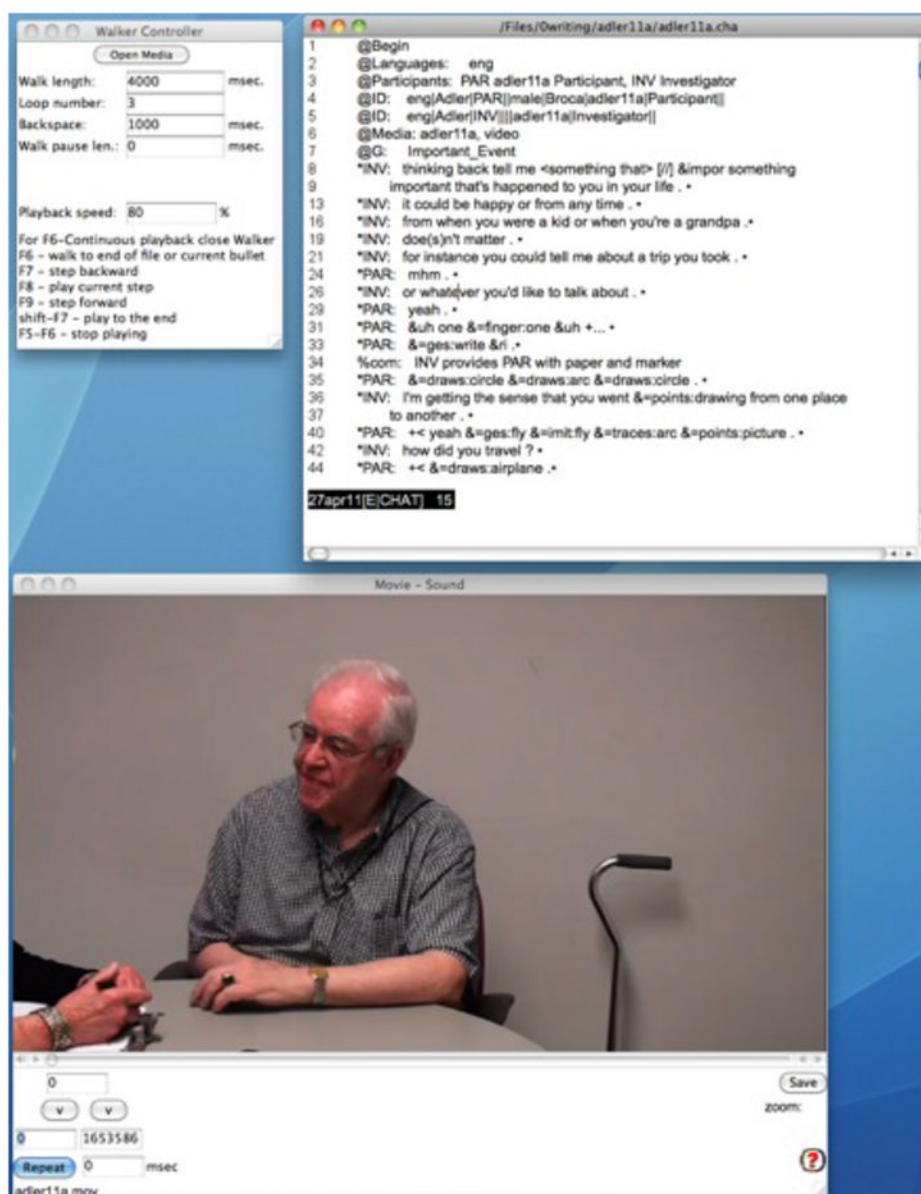 Walker Controller
Open Media
Walk length: 4000 msec.
Loop number: 3
Backspace: 1000 msec.
Walk pause len.: 0 msec.
Playback speed: 80 %
For F6-Continuous playback close Walker
F6 - walk to end of file or current bullet
F7 - step backward
F8 - play current step
F9 - step forward
shift-F7 - play to the end
F5-F6 - stop playing
/Files/0writing/adler11a/adler11a.cha
1 @Begin
2 @Languages: eng
3 @Participants: PAR adler11a Participant, INV Investigator
4 @ID: eng|Adler|PAR||male|Broca|adler11a|Participant||
5 @ID: eng|Adler|INV||||adler11a|Investigator||
6 @Media: adler11a, video
7 @G: Important_Event
8 *INV: thinking back tell me <something that> [//] &impor something
9 important that's happened to you in your life . •
13 *INV: it could be happy or from any time . •
16 *INV: from when you were a kid or when you're a grandpa . •
19 *INV: doe(s)n't matter . •
21 *INV: for instance you could tell me about a trip you took . •
24 *PAR: mhm . •
26 *INV: or whatever you'd like to talk about . •
29 *PAR: yeah . •
31 *PAR: &uh one &=finger:one &uh +... •
33 *PAR: &=ges:write &ri . •
34 %com: INV provides PAR with paper and marker
35 *PAR: &=draws:circle &=draws:arc &=draws:circle . •
36 *INV: I'm getting the sense that you went &=points:drawing from one place
37 to another . •
40 *PAR: +< yeah &=ges:fly &=imit:fly &=traces:arc &=points:picture . •
42 *INV: how did you travel ? •
44 *PAR: +< &=draws:airplane . •
27apr11[E|CHAT] 15
Movie - Sound
0
Save
v v
zoom:
0 1653586
Repeat 0 msec
?
adler11a.mov